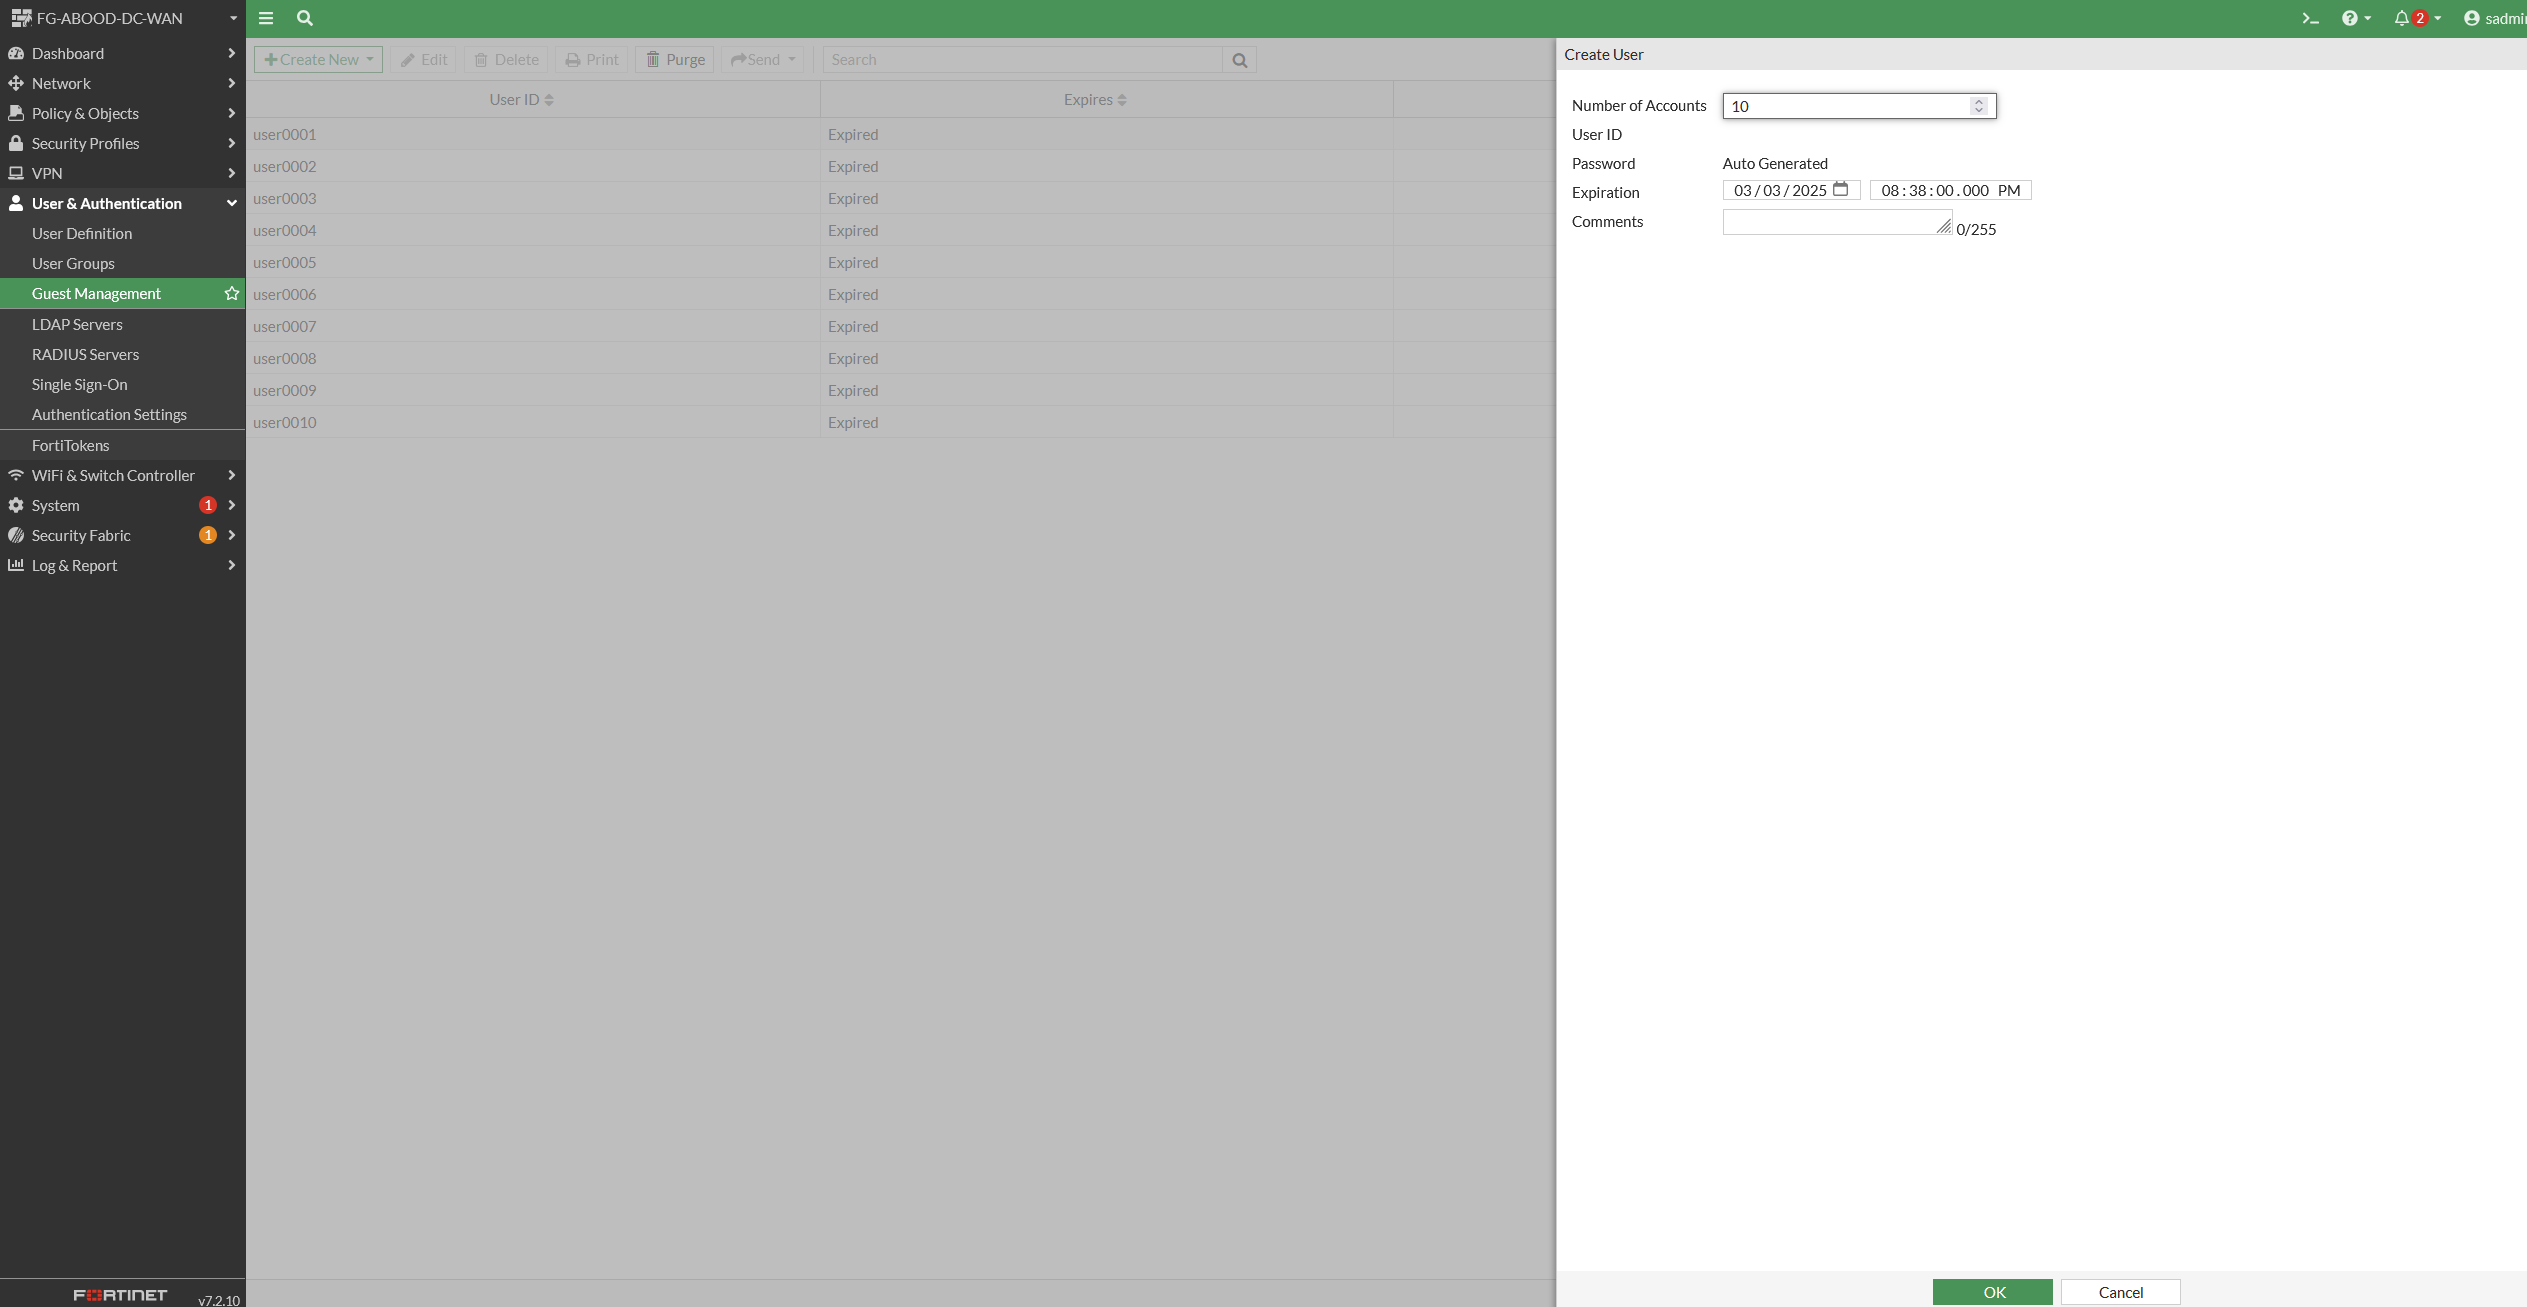 FG-ABOOD-DC-WAN
2
sadmi
Dashboard
Network
Policy & Objects
Security Profiles
VPN
User & Authentication
User Definition
User Groups
Guest Management
LDAP Servers
RADIUS Servers
Single Sign-On
Authentication Settings
FortiTokens
WiFi & Switch Controller
System 1
Security Fabric 1
Log & Report
FORTINET v7.2.10
Create New Edit Delete Print Purge Send Search
User ID Expires
user0001 Expired
user0002 Expired
user0003 Expired
user0004 Expired
user0005 Expired
user0006 Expired
user0007 Expired
user0008 Expired
user0009 Expired
user0010 Expired
Create User
Number of Accounts 10
User ID
Password Auto Generated
Expiration 03/03/2025 08:38:00.000 PM
Comments 0/255
OK Cancel